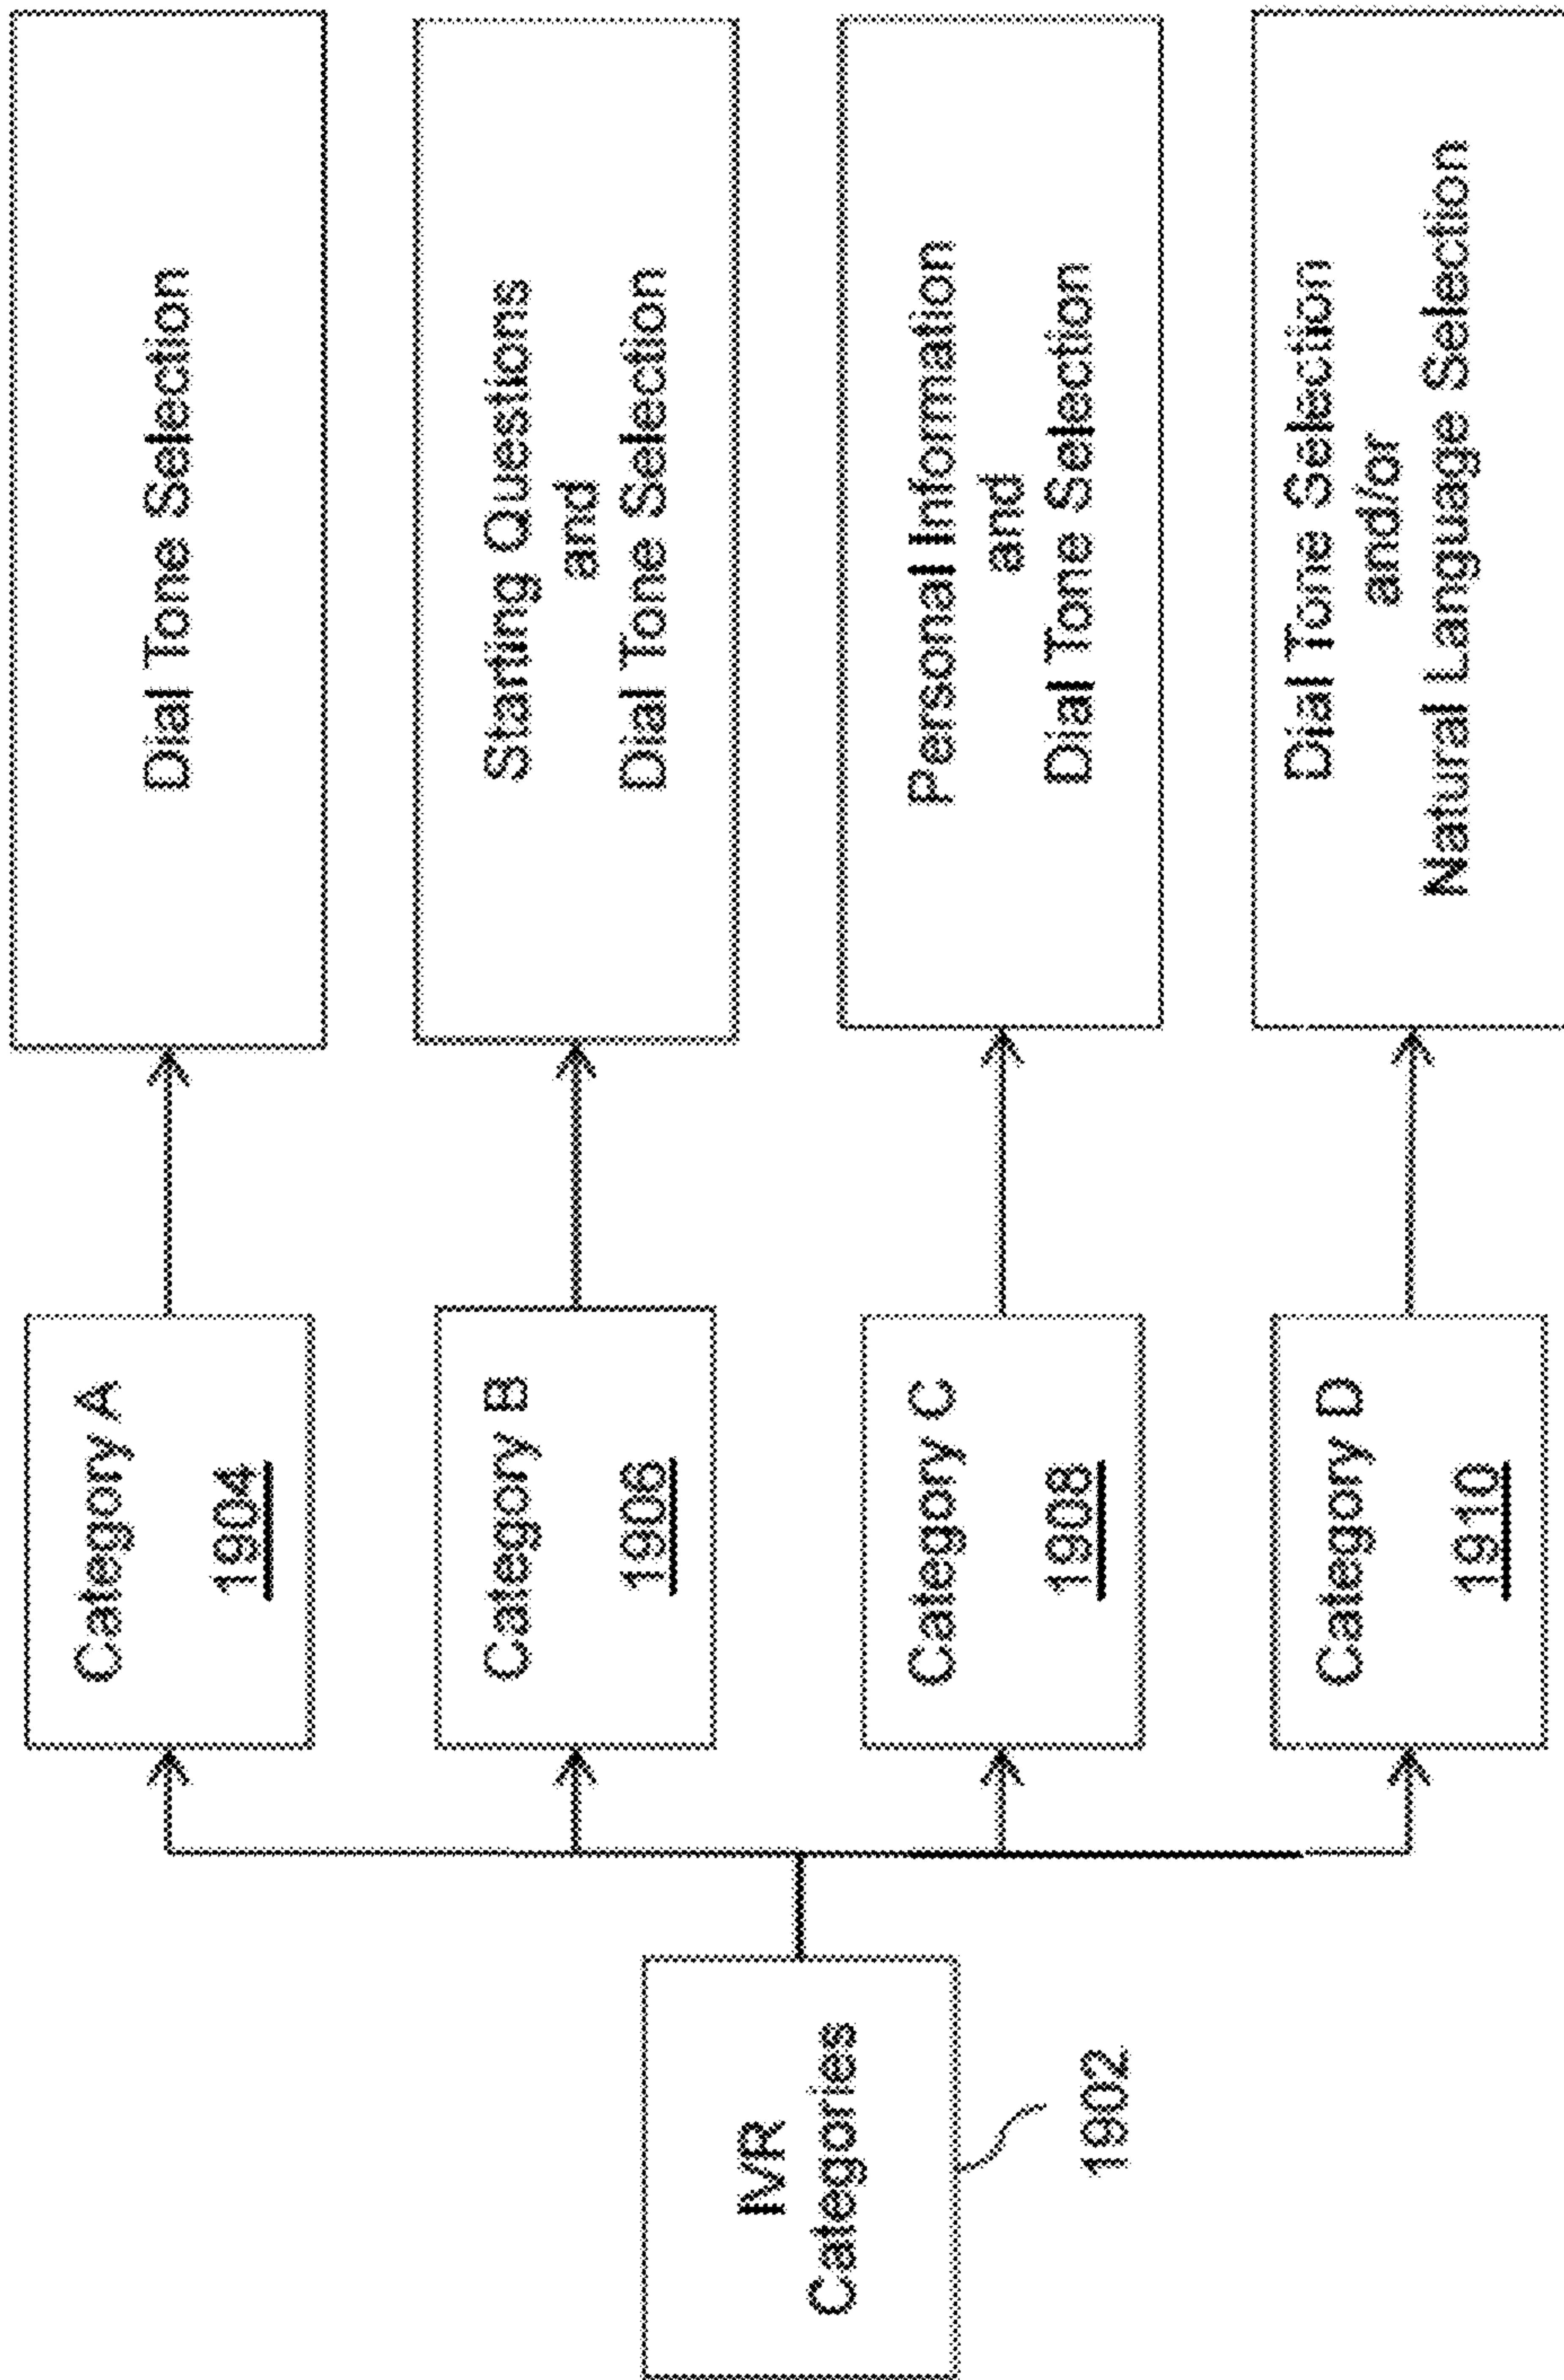 IVR
Categories
1902
Category A
1904
Dial Tone Selection
Category B
1906
Starting Questions
and
Dial Tone Selection
Category C
1908
Personal Information
and
Dial Tone Selection
Category D
1910
Dial Tone Selection
and/or
Natural Language Selection